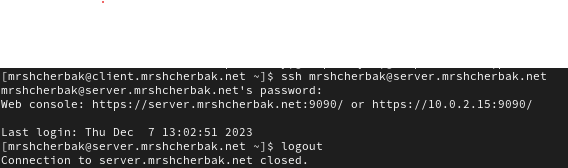 [mrshcherbak@client.mrshcherbak.net ~]$ ssh mrshcherbak@server.mrshcherbak.net
mrshcherbak@server.mrshcherbak.net's password:
Web console: https://server.mrshcherbak.net:9090/ or https://10.0.2.15:9090/
Last login: Thu Dec  7 13:02:51 2023
[mrshcherbak@server.mrshcherbak.net ~]$ logout
Connection to server.mrshcherbak.net closed.